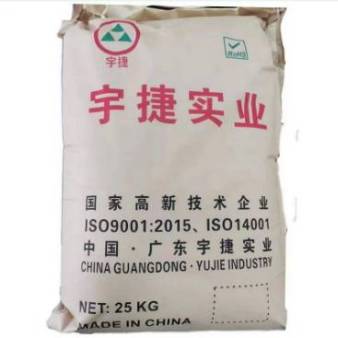 宇捷
RoHS
宇捷实业
国家高新技术企业
ISO9001:2015、ISO14001
中国·广东宇捷实业
CHINA GUANGDONG·YUJIE INDUSTRY
NET: 25 KG
MADE IN CHINA